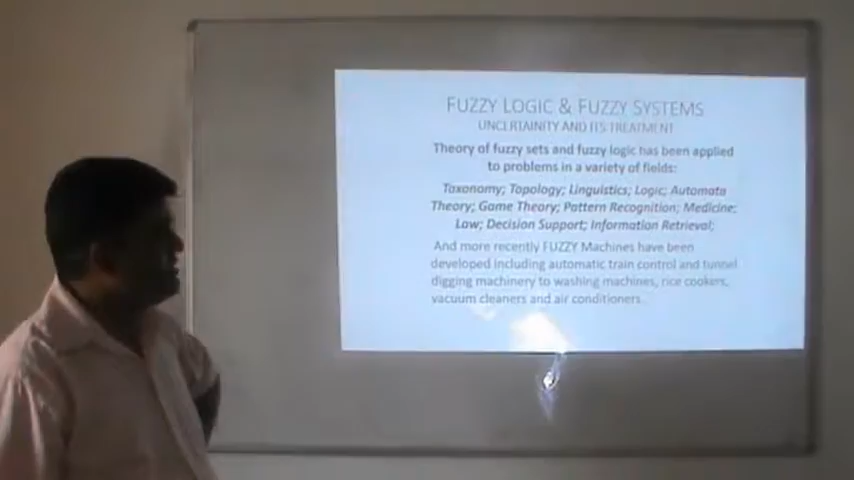 FUZZY LOGIC & FUZZY SYSTEMS
UNCERTAINITY AND ITS TREATMENT
Theory of fuzzy sets and fuzzy logic has been applied
to problems in a variety of fields:
Taxonomy; Topology; Linguistics; Logic; Automata
Theory; Game Theory; Pattern Recognition; Medicine;
Law; Decision Support; Information Retrieval;
And more recently FUZZY Machines have been
developed including automatic train control and tunnel
digging machinery to washing machines, rice cookers,
vacuum cleaners and air conditioners.